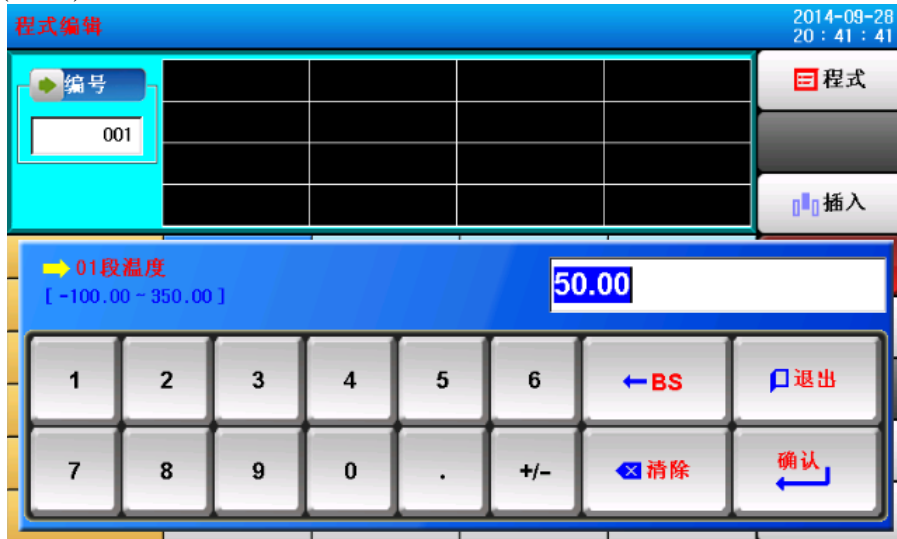 程式编辑
2014-09-28
20 : 41 : 41
编号
001
程式
插入
01段温度
[ -100.00 ~ 350.00 ]
50.00
1 2 3 4 5 6 ←BS 退出
7 8 9 0 . +/- 清除 确认